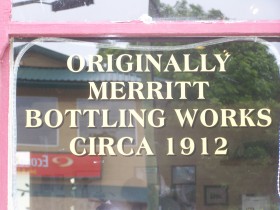 ORIGINALLY
MERRITT
BOTTLING WORKS
CIRCA 1912